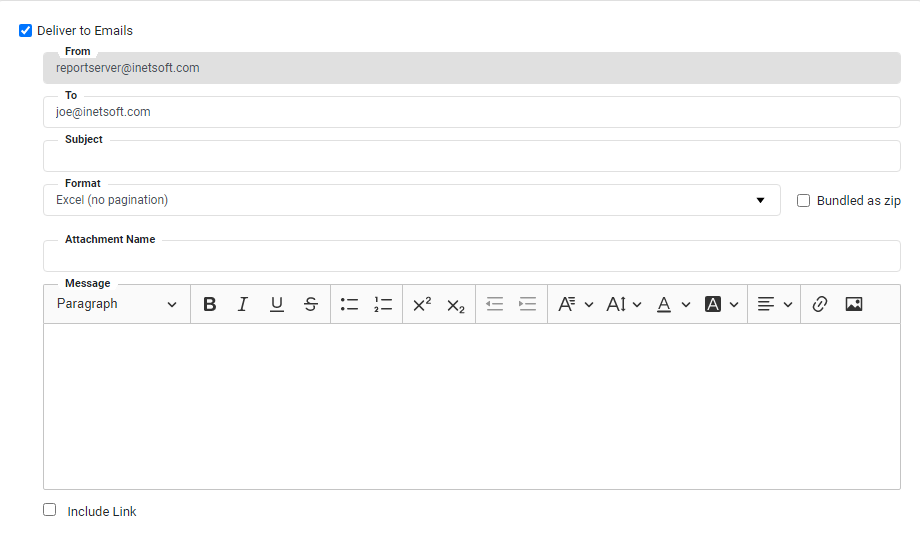 Deliver to Emails
From
reportserver@inetsoft.com
To
joe@inetsoft.com
Subject
Format
Excel (no pagination)
Bundled as zip
Attachment Name
Message
Paragraph
Include Link